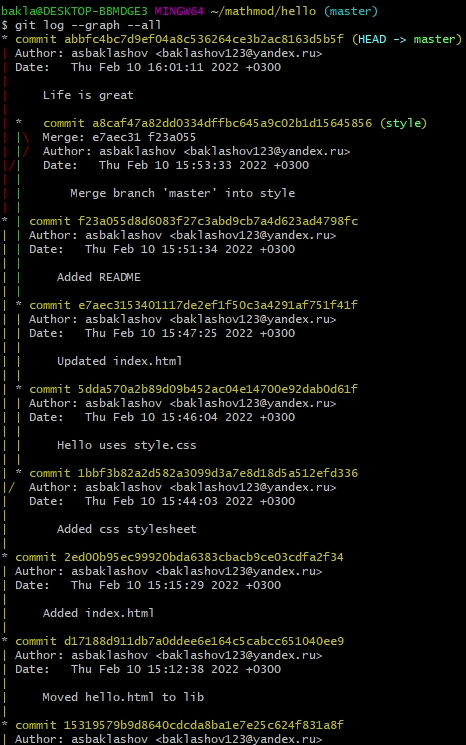 bakla@DESKTOP-BBMDGE3 MINGW64 ~/mathmod/hello (master)
$ git log --graph --all
* commit abbfc4bc7d9ef04a8c536264ce3b2ac8163d5b5f (HEAD -> master)
| Author: asbaklashov <baklashov123@yandex.ru>
| Date:   Thu Feb 10 16:01:11 2022 +0300
|
|     Life is great
|
| *   commit a8caf47a82dd0334dffbc645a9c02b1d15645856 (style)
| |\  Merge: e7aec31 f23a055
| |/  Author: asbaklashov <baklashov123@yandex.ru>
|/|   Date:   Thu Feb 10 15:53:33 2022 +0300
| |
| |       Merge branch 'master' into style
| |
* | commit f23a055d8d6083f27c3abd9cb7a4d623ad4798fc
| | Author: asbaklashov <baklashov123@yandex.ru>
| | Date:   Thu Feb 10 15:51:34 2022 +0300
| |
| |     Added README
| |
| * commit e7aec3153401117de2ef1f50c3a4291af751f41f
| | Author: asbaklashov <baklashov123@yandex.ru>
| | Date:   Thu Feb 10 15:47:25 2022 +0300
| |
| |     Updated index.html
| |
| * commit 5dda570a2b89d09b452ac04e14700e92dab0d61f
| | Author: asbaklashov <baklashov123@yandex.ru>
| | Date:   Thu Feb 10 15:46:04 2022 +0300
| |
| |     Hello uses style.css
| |
| * commit 1bbf3b82a2d582a3099d3a7e8d18d5a512efd336
|/  Author: asbaklashov <baklashov123@yandex.ru>
|   Date:   Thu Feb 10 15:44:03 2022 +0300
|
|       Added css stylesheet
|
* commit 2ed00b95ec99920bda6383cbacb9ce03cdfa2f34
| Author: asbaklashov <baklashov123@yandex.ru>
| Date:   Thu Feb 10 15:15:29 2022 +0300
|
|     Added index.html
|
* commit d17188d911db7a0ddee6e164c5cabcc651040ee9
| Author: asbaklashov <baklashov123@yandex.ru>
| Date:   Thu Feb 10 15:12:38 2022 +0300
|
|     Moved hello.html to lib
|
* commit 15319579b9d8640cdcda8ba1e7e25c624f831a8f
| Author: asbaklashov <baklashov123@yandex.ru>